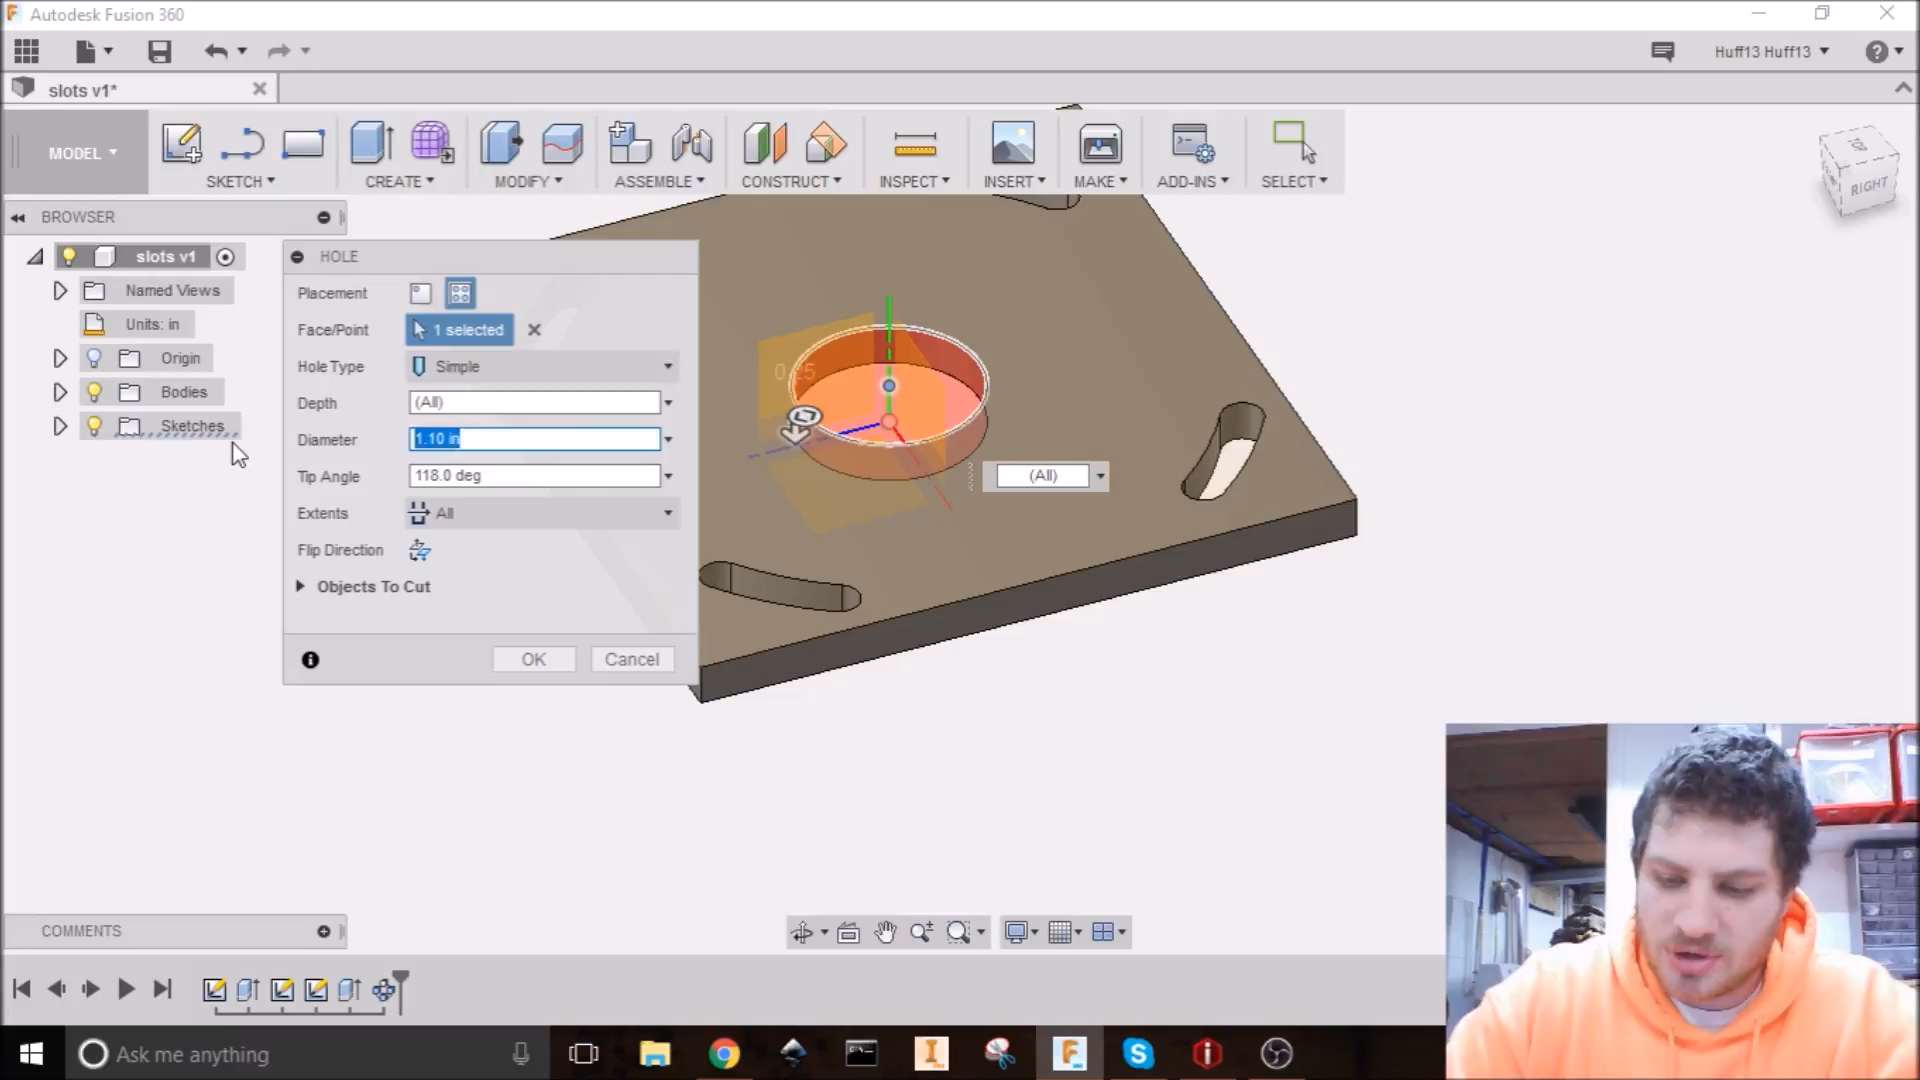 Autodesk Fusion 360
Huff13 Huff13
slots v1*
MODEL
SKETCH
CREATE
MODIFY
ASSEMBLE
CONSTRUCT
INSPECT
INSERT
MAKE
ADD-INS
SELECT
TOP
RIGHT
BROWSER
slots v1
Named Views
Units: in
Origin
Bodies
Sketches
HOLE
Placement
Face/Point 1 selected
Hole Type Simple
Depth (All)
Diameter 1.10 in
Tip Angle 118.0 deg
Extents All
Flip Direction
Objects To Cut
OK Cancel
0.25
(All)
COMMENTS
Ask me anything